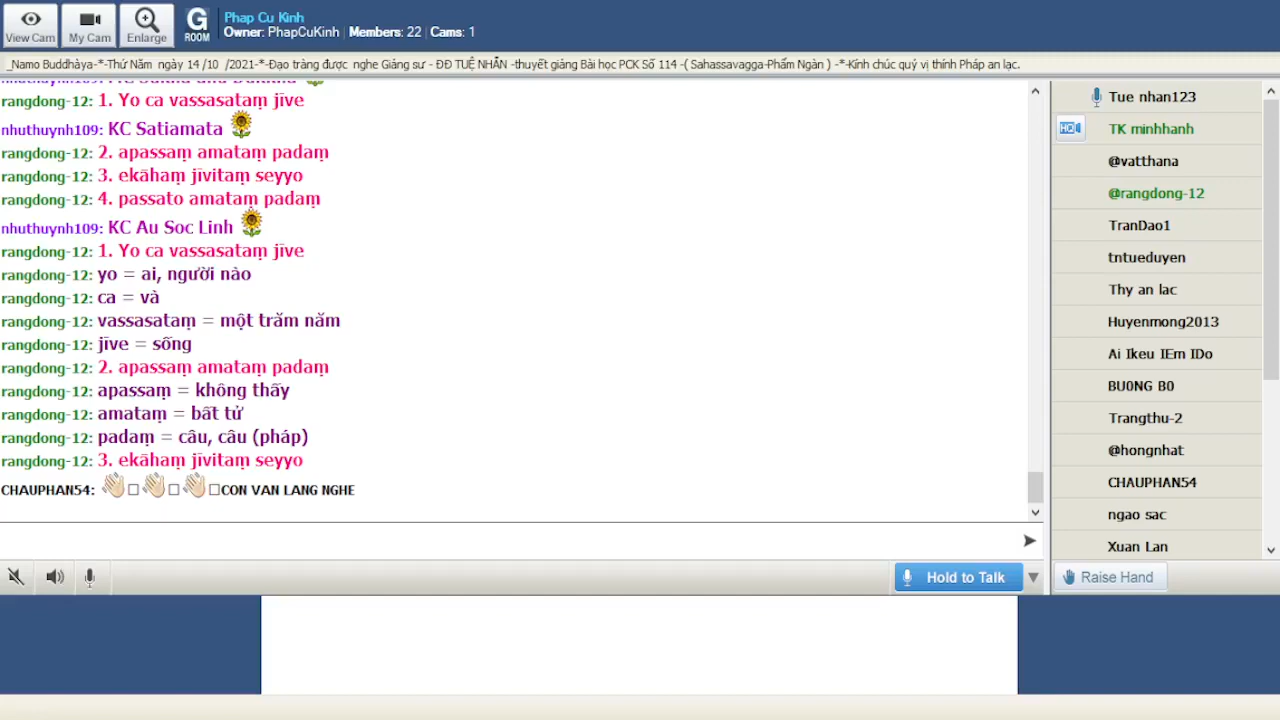 View Cam
My Cam
Enlarge
G
ROOM
Phap Cu Kinh
Owner: PhapCuKinh | Members: 22 | Cams: 1
_Namo Buddhàya-*-Thứ Năm ngày 14 /10 /2021-*-Đạo tràng được nghe Giảng sư - ĐĐ TUỆ NHẪN -thuyết giảng Bài học PCK Số 114 -( Sahassavagga-Phẩm Ngàn ) -*-Kính chúc quý vị thính Pháp an lạc.
rangdong-12: 1. Yo ca vassasataṃ jīve
nhuthuynh109: KC Satiamata
rangdong-12: 2. apassaṃ amataṃ padaṃ
rangdong-12: 3. ekāhaṃ jīvitaṃ seyyo
rangdong-12: 4. passato amataṃ padaṃ
nhuthuynh109: KC Au Soc Linh
rangdong-12: 1. Yo ca vassasataṃ jīve
rangdong-12: yo = ai, người nào
rangdong-12: ca = và
rangdong-12: vassasataṃ = một trăm năm
rangdong-12: jīve = sống
rangdong-12: 2. apassaṃ amataṃ padaṃ
rangdong-12: apassaṃ = không thấy
rangdong-12: amataṃ = bất tử
rangdong-12: padaṃ = câu, câu (pháp)
rangdong-12: 3. ekāhaṃ jīvitaṃ seyyo
CHAUPHAN54: CON VAN LANG NGHE
Hold to Talk
Tue nhan123
HD
TK minhhanh
@vatthana
@rangdong-12
TranDao1
tntueduyen
Thy an lac
Huyenmong2013
Ai Ikeu IEm IDo
BU0NG B0
Trangthu-2
@hongnhat
CHAUPHAN54
ngao sac
Xuan Lan
Raise Hand